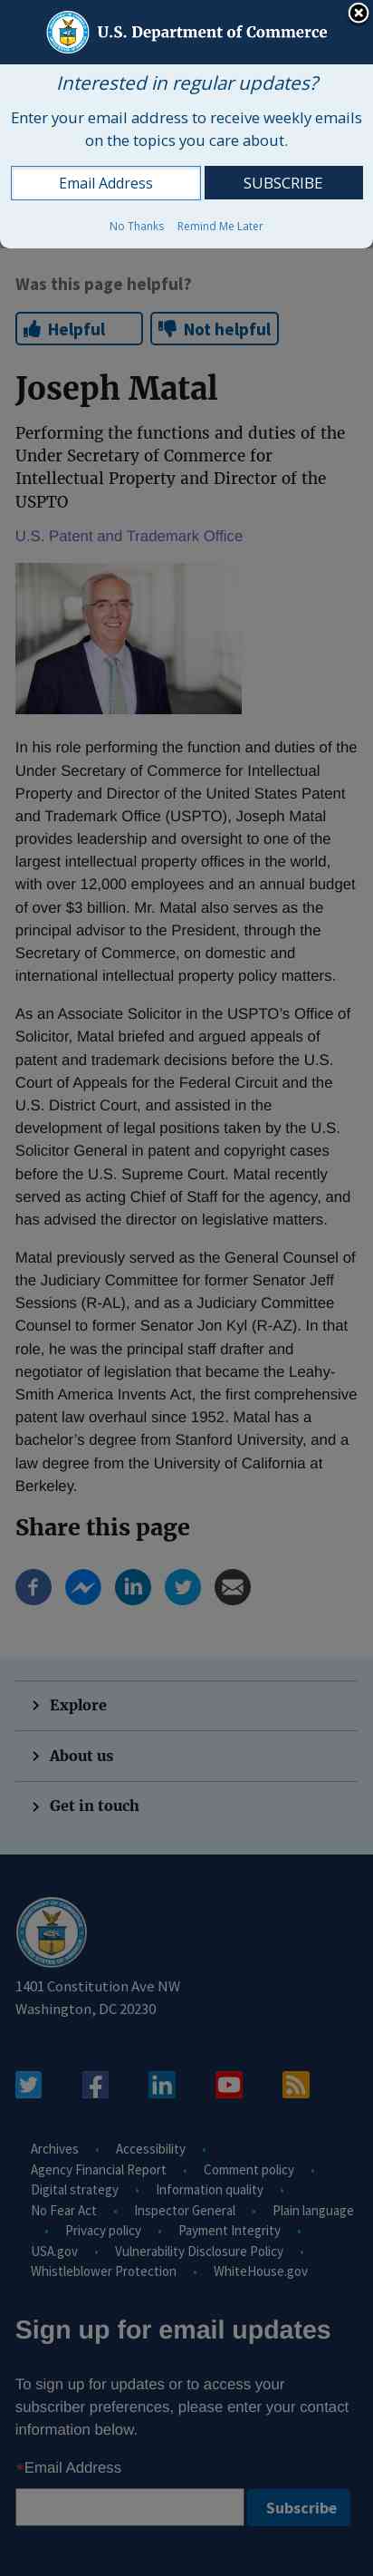 U.S. Department of Commerce
Interested in regular updates?
Enter your email address to receive weekly emails
on the topics you care about.
Email Address
SUBSCRIBE
No Thanks Remind Me Later
Was this page helpful?
Helpful
Not helpful
Joseph Matal
Performing the functions and duties of the
Under Secretary of Commerce for
Intellectual Property and Director of the
USPTO
U.S. Patent and Trademark Office
In his role performing the function and duties of the
Under Secretary of Commerce for Intellectual
Property and Director of the United States Patent
and Trademark Office (USPTO), Joseph Matal
provides leadership and oversight to one of the
largest intellectual property offices in the world,
with over 12,000 employees and an annual budget
of over $3 billion. Mr. Matal also serves as the
principal advisor to the President, through the
Secretary of Commerce, on domestic and
international intellectual property policy matters.
As an Associate Solicitor in the USPTO's Office of
Solicitor, Matal briefed and argued appeals of
patent and trademark decisions before the U.S.
Court of Appeals for the Federal Circuit and the
U.S. District Court, and assisted in the
development of legal positions taken by the U.S.
Solicitor General in patent and copyright cases
before the U.S. Supreme Court. Matal recently
served as acting Chief of Staff for the agency, and
has advised the director on legislative matters.
Matal previously served as the General Counsel of
the Judiciary Committee for former Senator Jeff
Sessions (R-AL), and as a Judiciary Committee
Counsel to former Senator Jon Kyl (R-AZ). In that
role, he was the principal staff drafter and
negotiator of legislation that became the Leahy-
Smith America Invents Act, the first comprehensive
patent law overhaul since 1952. Matal has a
bachelor's degree from Stanford University, and a
law degree from the University of California at
Berkeley.
Share this page
Explore
About us
Get in touch
1401 Constitution Ave NW
Washington, DC 20230
Archives • Accessibility •
Agency Financial Report • Comment policy •
Digital strategy • Information quality •
No Fear Act • Inspector General • Plain language
• Privacy policy • Payment Integrity •
USA.gov • Vulnerability Disclosure Policy •
Whistleblower Protection • WhiteHouse.gov
Sign up for email updates
To sign up for updates or to access your
subscriber preferences, please enter your contact
information below.
*Email Address
Subscribe